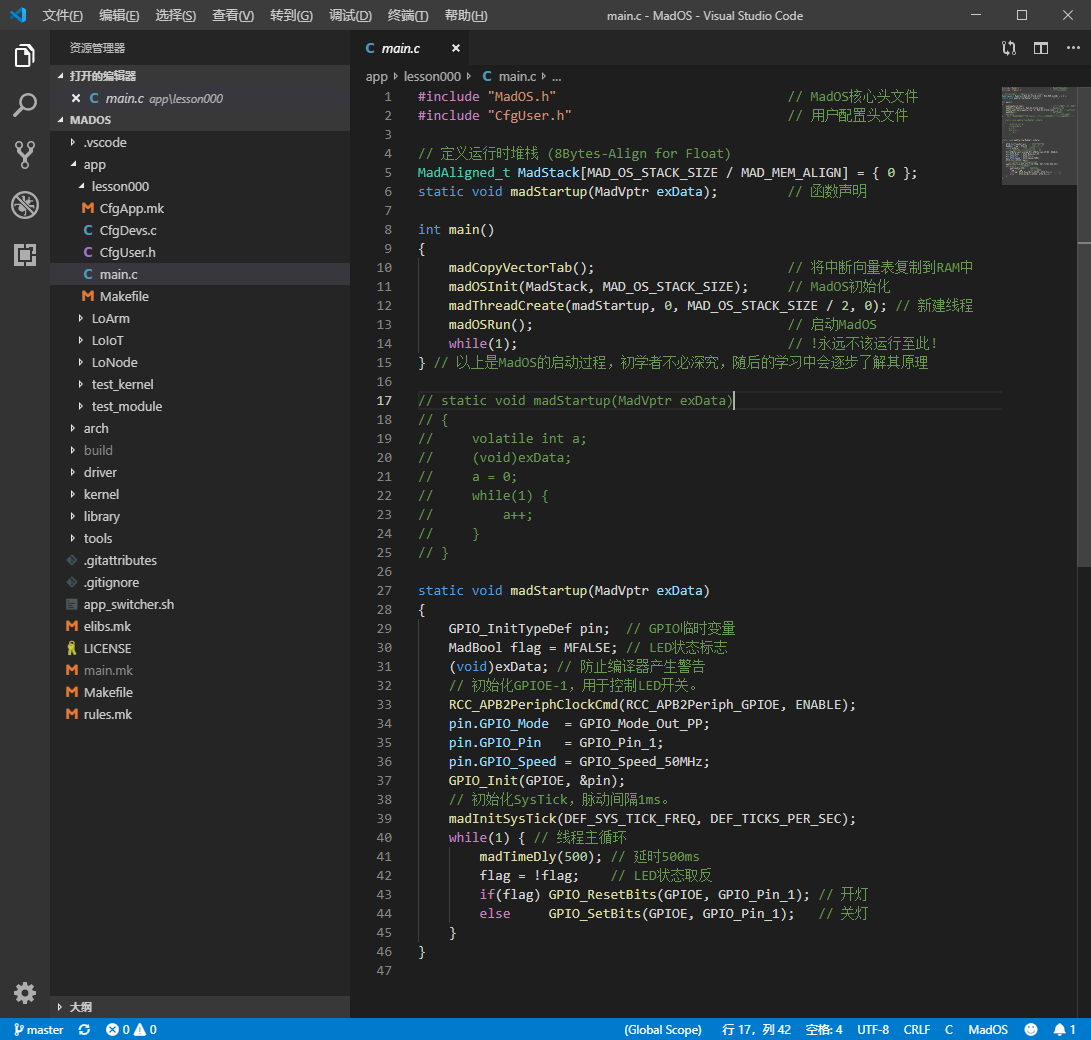 文件(F) 编辑(E) 选择(S) 查看(V) 转到(G) 调试(D) 终端(T) 帮助(H) main.c - MadOS - Visual Studio Code
资源管理器
打开的编辑器
main.c app\lesson000
MADOS
.vscode
app
lesson000
CfgApp.mk
CfgDevs.c
CfgUser.h
main.c
Makefile
LoArm
LoIoT
LoNode
test_kernel
test_module
arch
build
driver
kernel
library
tools
.gitattributes
.gitignore
app_switcher.sh
elibs.mk
LICENSE
main.mk
Makefile
rules.mk
大纲
C main.c
app lesson000 C main.c ...
1 #include "MadOS.h" // MadOS核心头文件
2 #include "CfgUser.h" // 用户配置头文件
3
4 // 定义运行时堆栈 (8Bytes-Align for Float)
5 MadAligned_t MadStack[MAD_OS_STACK_SIZE / MAD_MEM_ALIGN] = { 0 };
6 static void madStartup(MadVptr exData); // 函数声明
7
8 int main()
9 {
10 madCopyVectorTab(); // 将中断向量表复制到RAM中
11 madOSInit(MadStack, MAD_OS_STACK_SIZE); // MadOS初始化
12 madThreadCreate(madStartup, 0, MAD_OS_STACK_SIZE / 2, 0); // 新建线程
13 madOSRun(); // 启动MadOS
14 while(1); // !永远不该运行至此!
15 } // 以上是MadOS的启动过程，初学者不必深究，随后的学习中会逐步了解其原理
16
17 // static void madStartup(MadVptr exData)
18 // {
19 // volatile int a;
20 // (void)exData;
21 // a = 0;
22 // while(1) {
23 // a++;
24 // }
25 // }
26
27 static void madStartup(MadVptr exData)
28 {
29 GPIO_InitTypeDef pin; // GPIO临时变量
30 MadBool flag = MFALSE; // LED状态标志
31 (void)exData; // 防止编译器产生警告
32 // 初始化GPIOE-1，用于控制LED开关。
33 RCC_APB2PeriphClockCmd(RCC_APB2Periph_GPIOE, ENABLE);
34 pin.GPIO_Mode = GPIO_Mode_Out_PP;
35 pin.GPIO_Pin = GPIO_Pin_1;
36 pin.GPIO_Speed = GPIO_Speed_50MHz;
37 GPIO_Init(GPIOE, &pin);
38 // 初始化SysTick，脉动间隔1ms。
39 madInitSysTick(DEF_SYS_TICK_FREQ, DEF_TICKS_PER_SEC);
40 while(1) { // 线程主循环
41 madTimeDly(500); // 延时500ms
42 flag = !flag; // LED状态取反
43 if(flag) GPIO_ResetBits(GPIOE, GPIO_Pin_1); // 开灯
44 else GPIO_SetBits(GPIOE, GPIO_Pin_1); // 关灯
45 }
46 }
47
master 0 0 (Global Scope) 行 17，列 42 空格: 4 UTF-8 CRLF C MadOS 1